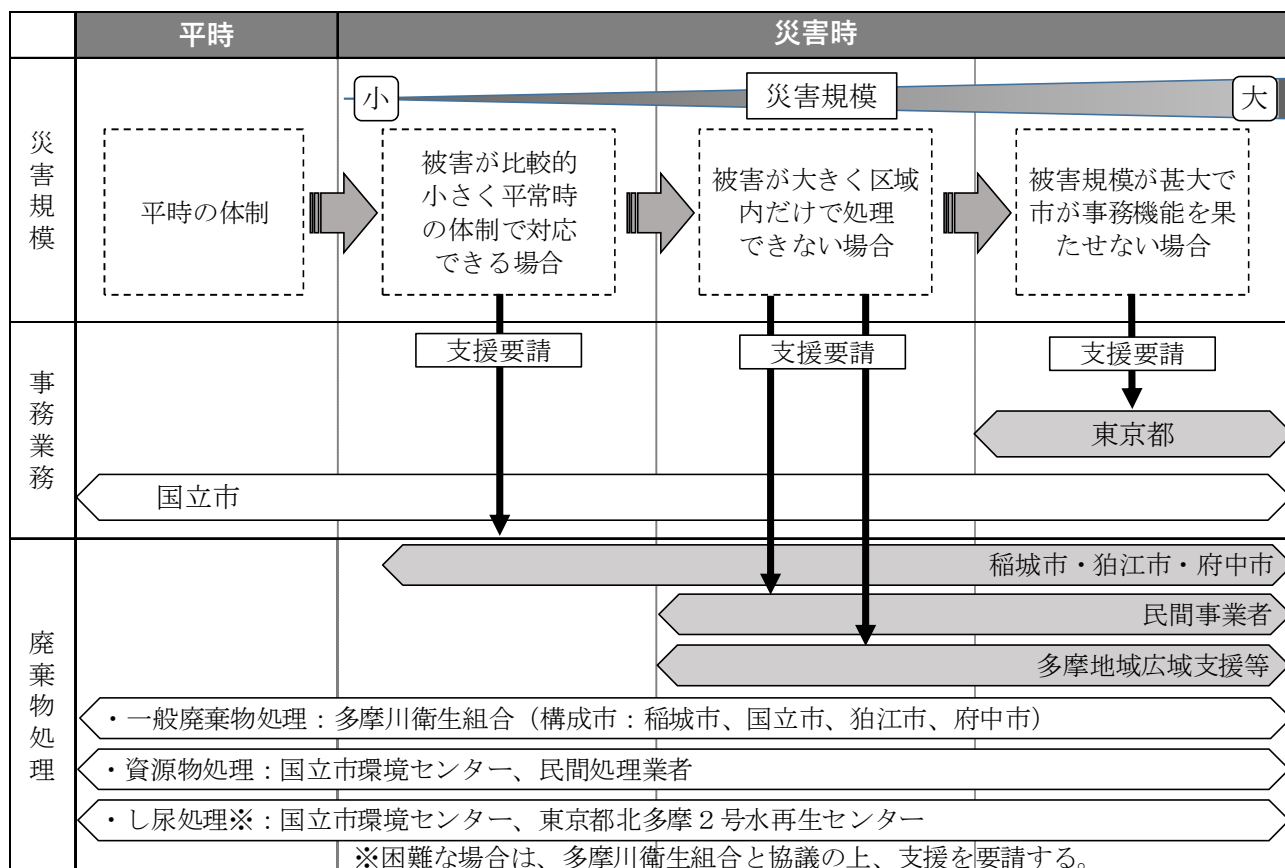 平時
災害時
災害規模
小
災害規模
大
平時の体制
被害が比較的
小さく平常時
の体制で対応
できる場合
被害が大きく区域
内だけで処理
できない場合
被害規模が甚大で
市が事務機能を果
たせない場合
事務業務
支援要請
支援要請
支援要請
東京都
国立市
廃棄物処理
稲城市・狛江市・府中市
民間事業者
多摩地域広域支援等
・一般廃棄物処理：多摩川衛生組合（構成市：稲城市、国立市、狛江市、府中市）
・資源物処理：国立市環境センター、民間処理業者
・し尿処理※：国立市環境センター、東京都北多摩２号水再生センター
※困難な場合は、多摩川衛生組合と協議の上、支援を要請する。